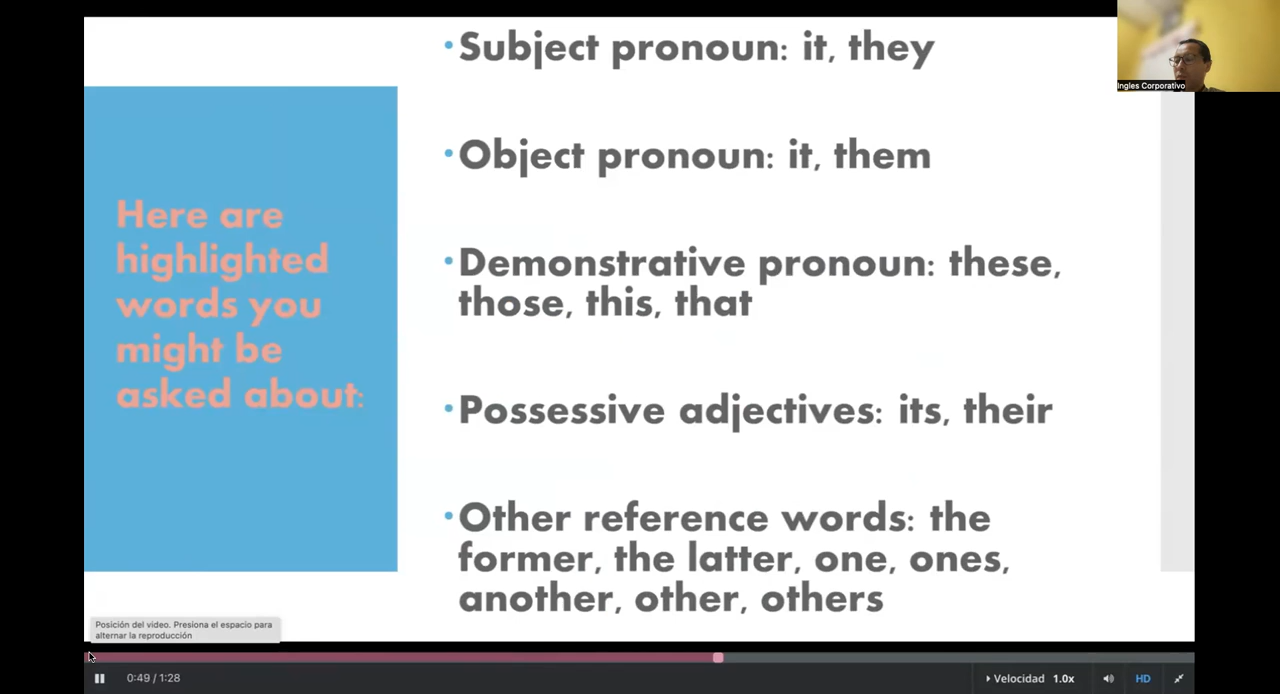 Here are
highlighted
words you
might be
asked about:
•Subject pronoun: it, they
•Object pronoun: it, them
•Demonstrative pronoun: these,
those, this, that
•Possessive adjectives: its, their
•Other reference words: the
former, the latter, one, ones,
another, other, others
Ingles Corporativo
Posición del video. Presiona el espacio para
alternar la reproducción
0:49 / 1:28
Velocidad 1.0x
HD